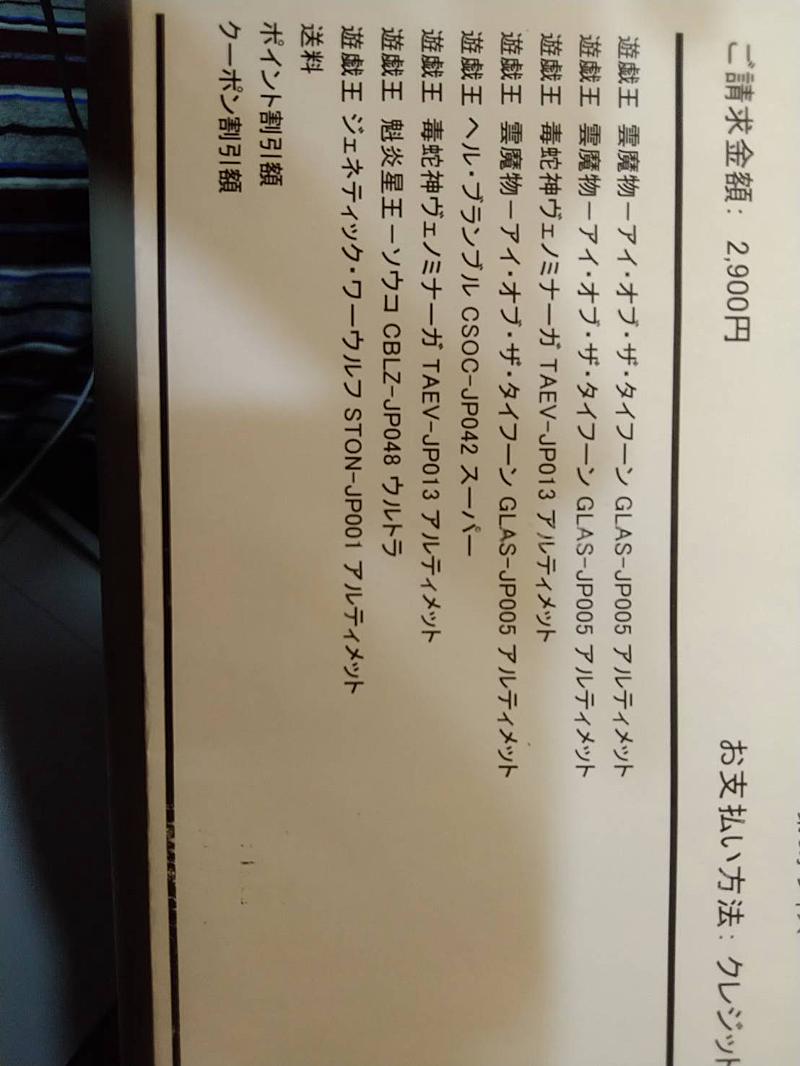 ご請求金額: 2,900円
お支払い方法: クレジット
遊戯王 雲魔物－アイ・オブ・ザ・タイフーン GLAS-JP005 アルティメット
遊戯王 雲魔物－アイ・オブ・ザ・タイフーン GLAS-JP005 アルティメット
遊戯王 毒蛇神ヴェノミナーガ TAEV-JP013 アルティメット
遊戯王 雲魔物－アイ・オブ・ザ・タイフーン GLAS-JP005 アルティメット
遊戯王 ヘル・ブランブル CSOC-JP042 スーパー
遊戯王 毒蛇神ヴェノミナーガ TAEV-JP013 アルティメット
遊戯王 魁炎星王－ソウコ CBLZ-JP048 ウルトラ
遊戯王 ジェネティック・ワーウルフ STON-JP001 アルティメット
送料
ポイント割引額
クーポン割引額